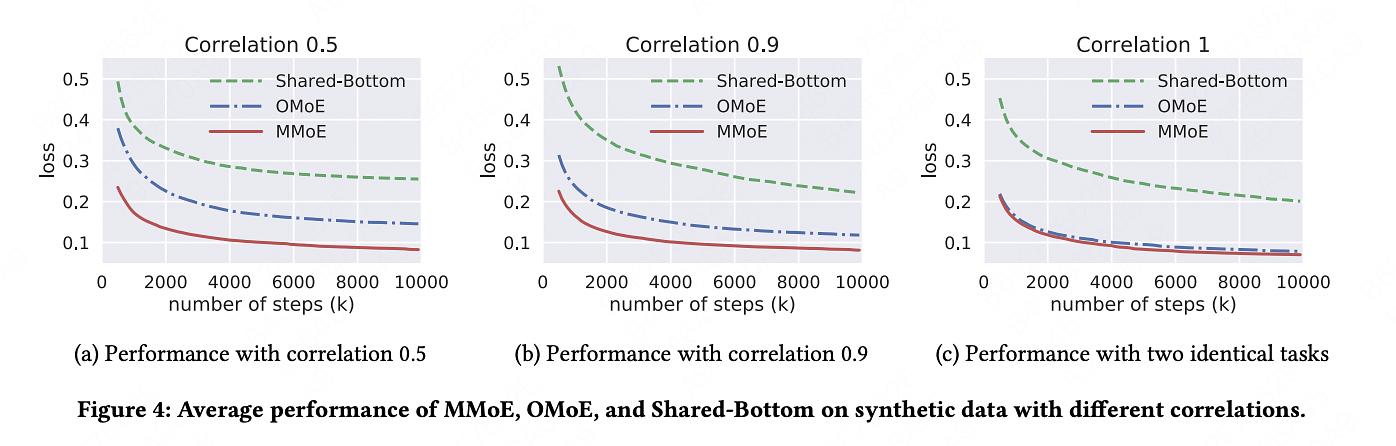 Correlation 0.5
0.5
0.4
0.3
0.2
0.1
loss
Shared-Bottom
OMoE
MMoE
0 2000 4000 6000 8000 10000
number of steps (k)
(a) Performance with correlation 0.5
Correlation 0.9
0.5
0.4
0.3
0.2
0.1
loss
Shared-Bottom
OMoE
MMoE
0 2000 4000 6000 8000 10000
number of steps (k)
(b) Performance with correlation 0.9
Correlation 1
0.5
0.4
0.3
0.2
0.1
loss
Shared-Bottom
OMoE
MMoE
0 2000 4000 6000 8000 10000
number of steps (k)
(c) Performance with two identical tasks
Figure 4: Average performance of MMoE, OMoE, and Shared-Bottom on synthetic data with different correlations.